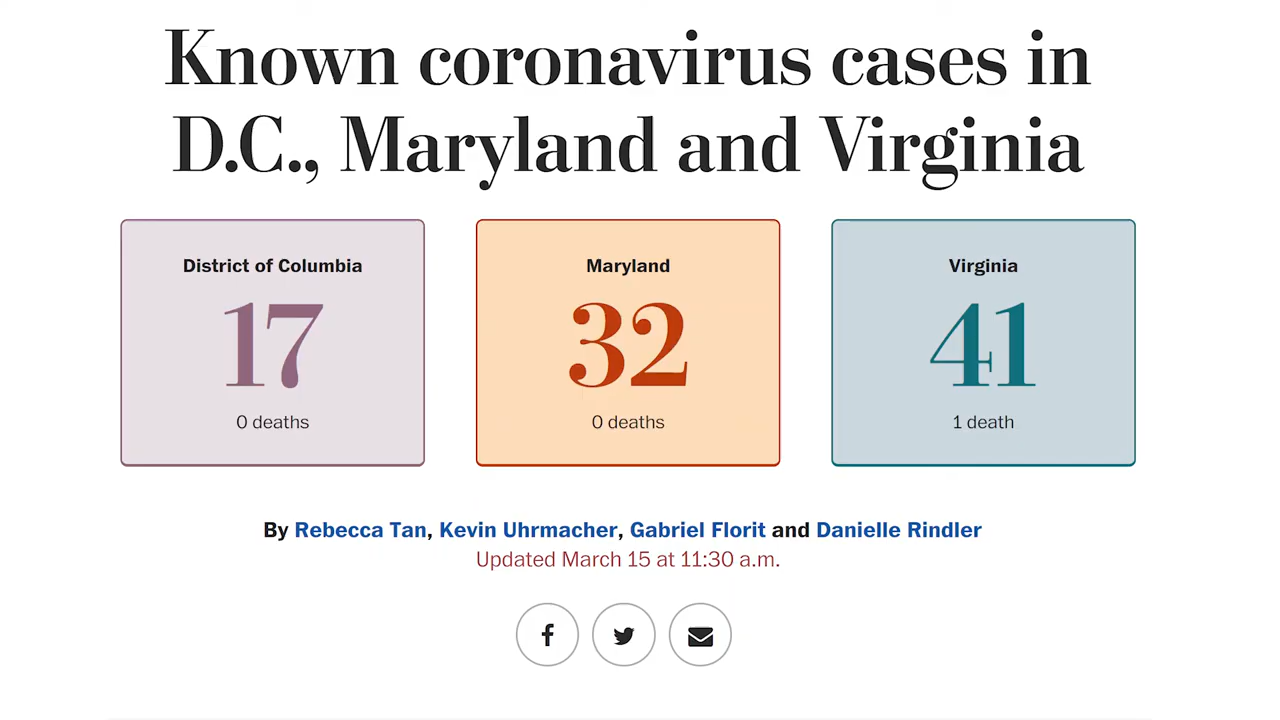 Known coronavirus cases in
D.C., Maryland and Virginia
District of Columbia
17
0 deaths
Maryland
32
0 deaths
Virginia
41
1 death
By Rebecca Tan, Kevin Uhrmacher, Gabriel Florit and Danielle Rindler
Updated March 15 at 11:30 a.m.